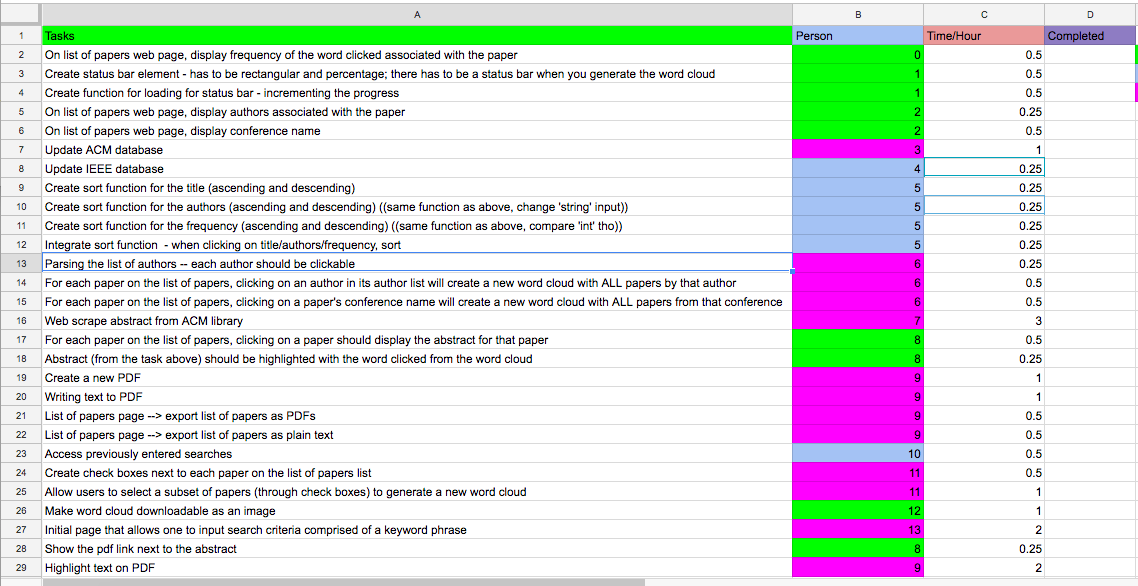 A B C D
1 Tasks Person Time/Hour Completed
2 On list of papers web page, display frequency of the word clicked associated with the paper 0 0.5
3 Create status bar element - has to be rectangular and percentage; there has to be a status bar when you generate the word cloud 1 0.5
4 Create function for loading for status bar - incrementing the progress 1 0.5
5 On list of papers web page, display authors associated with the paper 2 0.25
6 On list of papers web page, display conference name 2 0.5
7 Update ACM database 3 1
8 Update IEEE database 4 0.25
9 Create sort function for the title (ascending and descending) 5 0.25
10 Create sort function for the authors (ascending and descending) ((same function as above, change 'string' input)) 5 0.25
11 Create sort function for the frequency (ascending and descending) ((same function as above, compare 'int' tho)) 5 0.25
12 Integrate sort function - when clicking on title/authors/frequency, sort 5 0.25
13 Parsing the list of authors -- each author should be clickable 6 0.25
14 For each paper on the list of papers, clicking on an author in its author list will create a new word cloud with ALL papers by that author 6 0.5
15 For each paper on the list of papers, clicking on a paper's conference name will create a new word cloud with ALL papers from that conference 6 0.5
16 Web scrape abstract from ACM library 7 3
17 For each paper on the list of papers, clicking on a paper should display the abstract for that paper 8 0.5
18 Abstract (from the task above) should be highlighted with the word clicked from the word cloud 8 0.25
19 Create a new PDF 9 1
20 Writing text to PDF 9 1
21 List of papers page --> export list of papers as PDFs 9 0.5
22 List of papers page --> export list of papers as plain text 9 0.5
23 Access previously entered searches 10 0.5
24 Create check boxes next to each paper on the list of papers list 11 0.5
25 Allow users to select a subset of papers (through check boxes) to generate a new word cloud 11 1
26 Make word cloud downloadable as an image 12 1
27 Initial page that allows one to input search criteria comprised of a keyword phrase 13 2
28 Show the pdf link next to the abstract 8 0.25
29 Highlight text on PDF 9 2